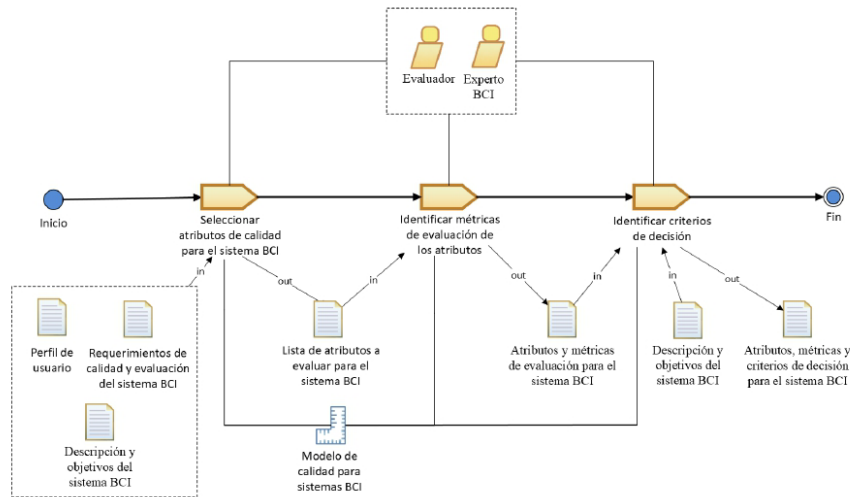 Evaluador
Experto
BCI
Inicio
Seleccionar
atributos de calidad
para el sistema BCI
Identificar métricas
de evaluación de
los atributos
Identificar criterios
de decisión
Fin
in
out
in
out
in
in
out
Perfil de
usuario
Requerimientos de
calidad y evaluación
del sistema BCI
Descripción y
objetivos del
sistema BCI
Lista de atributos a
evaluar para el
sistema BCI
Atributos y métricas
de evaluación para el
sistema BCI
Descripción y
objetivos del
sistema BCI
Atributos, métricas y
criterios de decisión
para el sistema BCI
Modelo de
calidad para
sistemas BCI